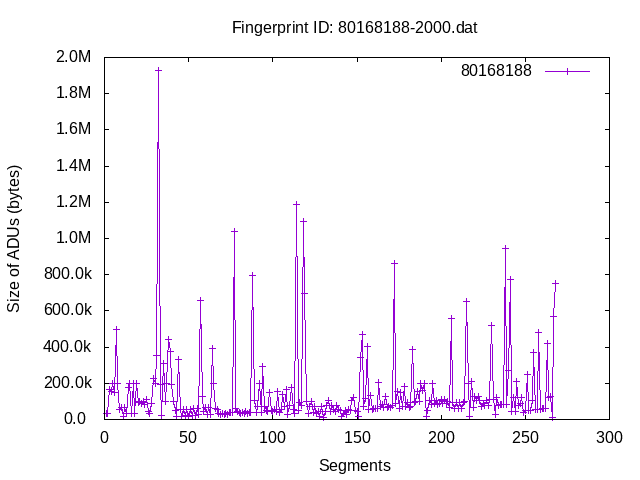 Fingerprint ID: 80168188-2000.dat
80168188
2.0M
1.8M
1.6M
1.4M
1.2M
1.0M
800.0k
600.0k
400.0k
200.0k
0.0
Size of ADUs (bytes)
0 50 100 150 200 250 300
Segments